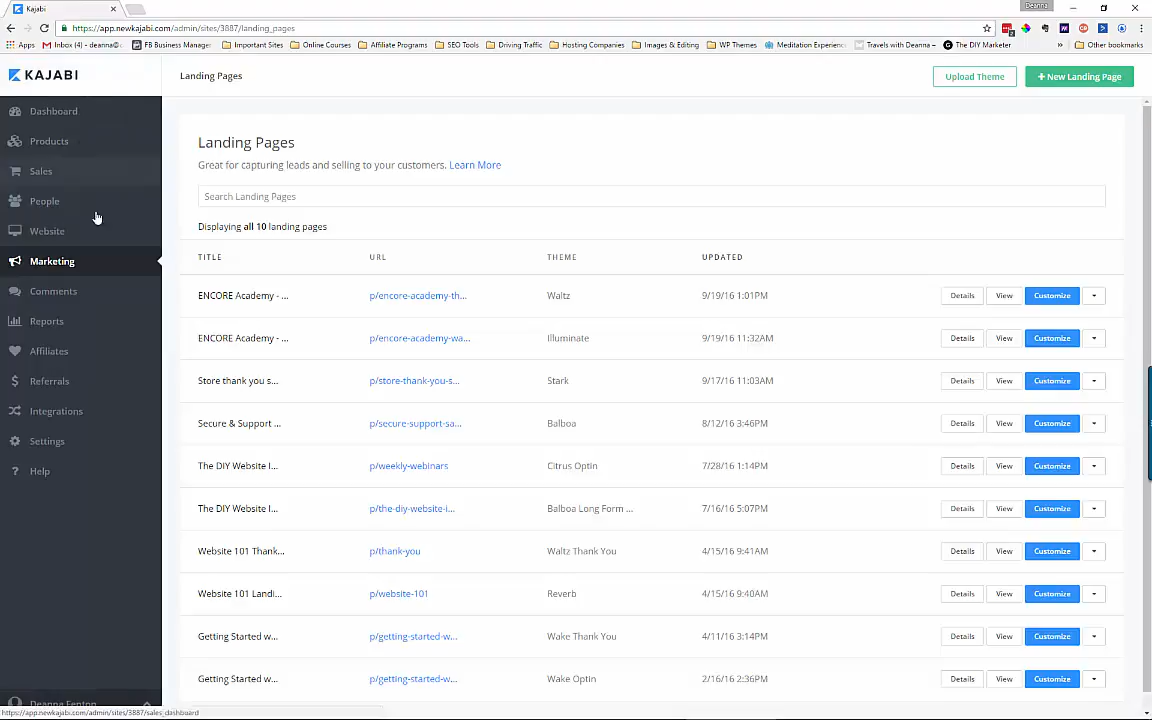 Kajabi
Deanna
https://app.newkajabi.com/admin/sites/3887/landing_pages
Apps
Inbox (4) - deanna@c
FB Business Manager
Important Sites
Online Courses
Affiliate Programs
SEO Tools
Driving Traffic
Hosting Companies
Images & Editing
WP Themes
Meditation Experienc
Travels with Deanna –
The DIY Marketer
»
Other bookmarks
KAJABI
Landing Pages
Upload Theme
+ New Landing Page
Dashboard
Products
Sales
People
Website
Marketing
Comments
Reports
Affiliates
Referrals
Integrations
Settings
Help
Deanna Fenton
Landing Pages
Great for capturing leads and selling to your customers. Learn More
Search Landing Pages
Displaying all 10 landing pages
TITLE URL THEME UPDATED
ENCORE Academy - ... p/encore-academy-th... Waltz 9/19/16 1:01PM Details View Customize
ENCORE Academy - ... p/encore-academy-wa... Illuminate 9/19/16 11:32AM Details View Customize
Store thank you s... p/store-thank-you-s... Stark 9/17/16 11:03AM Details View Customize
Secure & Support ... p/secure-support-sa... Balboa 8/12/16 3:46PM Details View Customize
The DIY Website I... p/weekly-webinars Citrus Optin 7/28/16 1:14PM Details View Customize
The DIY Website I... p/the-diy-website-i... Balboa Long Form ... 7/16/16 5:07PM Details View Customize
Website 101 Thank... p/thank-you Waltz Thank You 4/15/16 9:41AM Details View Customize
Website 101 Landi... p/website-101 Reverb 4/15/16 9:40AM Details View Customize
Getting Started w... p/getting-started-w... Wake Thank You 4/11/16 3:14PM Details View Customize
Getting Started w... p/getting-started-w... Wake Optin 2/16/16 2:36PM Details View Customize
https://app.newkajabi.com/admin/sites/3887/sales_dashboard